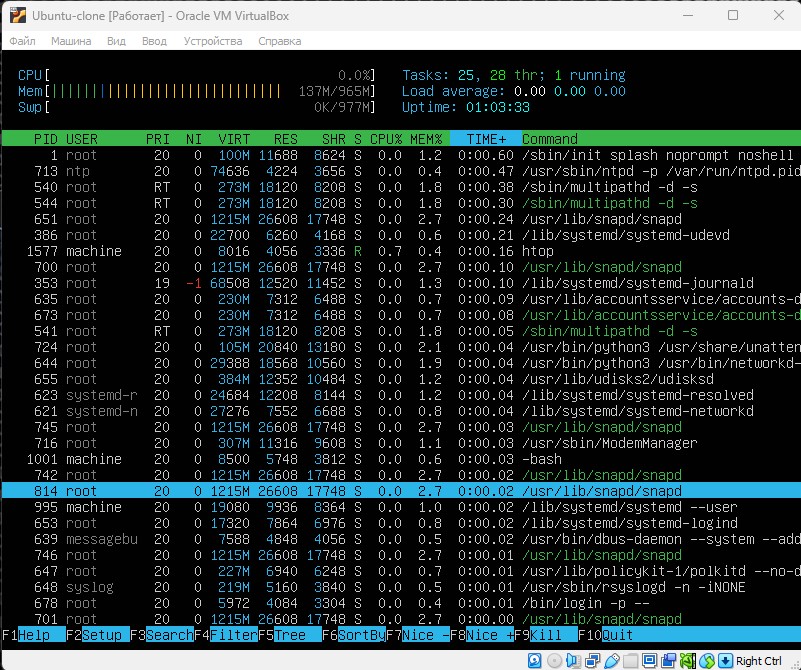 Ubuntu-clone [Работает] - Oracle VM VirtualBox
Файл Машина Вид Ввод Устройства Справка
CPU[ 0.0%] Tasks: 25, 28 thr; 1 running
Mem[||||||||||||||||||||||||||||| 137M/965M] Load average: 0.00 0.00 0.00
Swp[ 0K/977M] Uptime: 01:03:33
PID USER PRI NI VIRT RES SHR S CPU% MEM% TIME+ Command
1 root 20 0 100M 11688 8624 S 0.0 1.2 0:00.60 /sbin/init splash noprompt noshell
713 ntp 20 0 74636 4224 3656 S 0.0 0.4 0:00.47 /usr/sbin/ntpd -p /var/run/ntpd.pid
540 root RT 0 273M 18120 8208 S 0.0 1.8 0:00.38 /sbin/multipathd -d -s
544 root RT 0 273M 18120 8208 S 0.0 1.8 0:00.30 /sbin/multipathd -d -s
651 root 20 0 1215M 26608 17748 S 0.0 2.7 0:00.24 /usr/lib/snapd/snapd
386 root 20 0 22700 6260 4168 S 0.0 0.6 0:00.21 /lib/systemd/systemd-udevd
1577 machine 20 0 8016 4056 3336 R 0.7 0.4 0:00.16 htop
700 root 20 0 1215M 26608 17748 S 0.0 2.7 0:00.10 /usr/lib/snapd/snapd
353 root 19 -1 68508 12520 11452 S 0.0 1.3 0:00.10 /lib/systemd/systemd-journald
635 root 20 0 230M 7312 6488 S 0.0 0.7 0:00.09 /usr/lib/accountsservice/accounts-d
673 root 20 0 230M 7312 6488 S 0.0 0.7 0:00.08 /usr/lib/accountsservice/accounts-d
541 root RT 0 273M 18120 8208 S 0.0 1.8 0:00.05 /sbin/multipathd -d -s
724 root 20 0 105M 20840 13180 S 0.0 2.1 0:00.04 /usr/bin/python3 /usr/share/unatten
644 root 20 0 29388 18568 10560 S 0.0 1.9 0:00.04 /usr/bin/python3 /usr/bin/networkd-
655 root 20 0 384M 12352 10484 S 0.0 1.2 0:00.04 /usr/lib/udisks2/udisksd
623 systemd-r 20 0 24684 12208 8144 S 0.0 1.2 0:00.04 /lib/systemd/systemd-resolved
621 systemd-n 20 0 27276 7552 6688 S 0.0 0.8 0:00.04 /lib/systemd/systemd-networkd
745 root 20 0 1215M 26608 17748 S 0.0 2.7 0:00.03 /usr/lib/snapd/snapd
716 root 20 0 307M 11316 9608 S 0.0 1.1 0:00.03 /usr/sbin/ModemManager
1001 machine 20 0 8500 5748 3812 S 0.0 0.6 0:00.02 -bash
742 root 20 0 1215M 26608 17748 S 0.0 2.7 0:00.02 /usr/lib/snapd/snapd
814 root 20 0 1215M 26608 17748 S 0.0 2.7 0:00.02 /usr/lib/snapd/snapd
995 machine 20 0 19080 9936 8364 S 0.0 1.0 0:00.02 /lib/systemd/systemd --user
653 root 20 0 17320 7864 6976 S 0.0 0.8 0:00.02 /lib/systemd/systemd-logind
639 messagebu 20 0 7588 4848 4056 S 0.0 0.5 0:00.02 /usr/bin/dbus-daemon --system --add
746 root 20 0 1215M 26608 17748 S 0.0 2.7 0:00.01 /usr/lib/snapd/snapd
647 root 20 0 227M 6940 6248 S 0.0 0.7 0:00.01 /usr/lib/policykit-1/polkitd --no-d
648 syslog 20 0 219M 5160 3840 S 0.0 0.5 0:00.01 /usr/sbin/rsyslogd -n -iNONE
678 root 20 0 5972 4084 3304 S 0.0 0.4 0:00.01 /bin/login -p --
701 root 20 0 1215M 26608 17748 S 0.0 2.7 0:00.00 /usr/lib/snapd/snapd
F1Help F2Setup F3SearchF4FilterF5Tree F6SortByF7Nice -F8Nice +F9Kill F10Quit
Right Ctrl